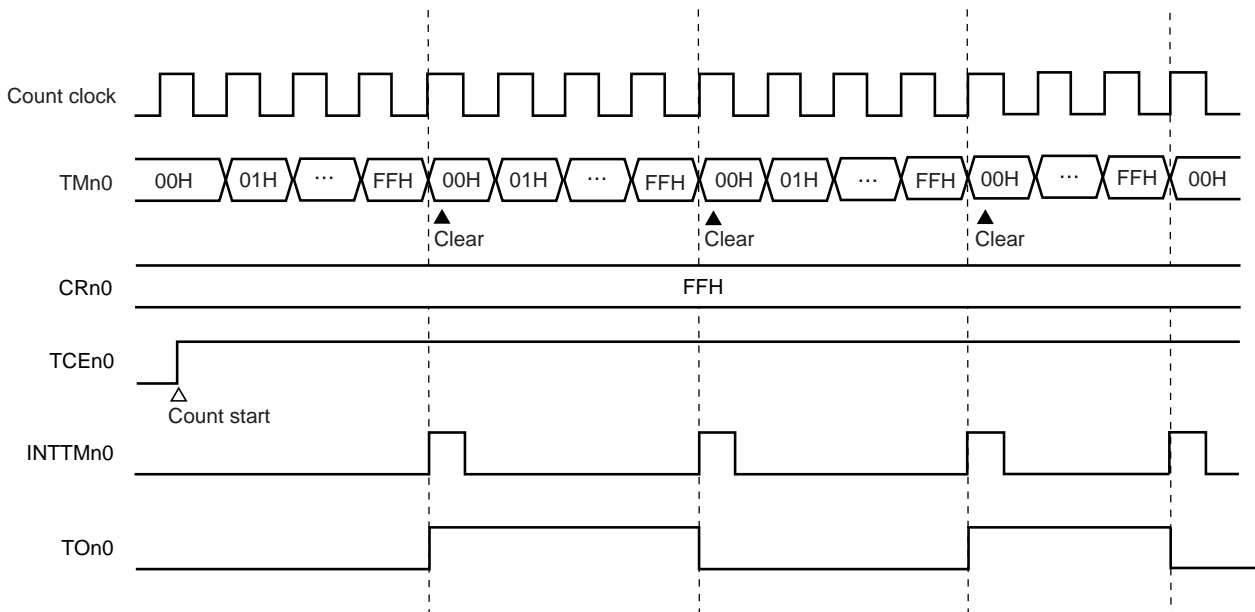 Count clock
TMn0 00H 01H ... FFH 00H 01H ... FFH 00H 01H ... FFH 00H ... FFH 00H
Clear Clear Clear
CRn0 FFH
TCEn0
Count start
INTTMn0
TOn0